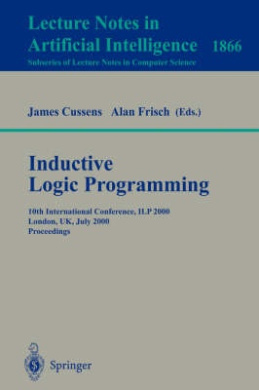 Lecture Notes in
Artificial Intelligence 1866
Subseries of Lecture Notes in Computer Science
James Cussens Alan Frisch (Eds.)
Inductive
Logic Programming
10th International Conference, ILP 2000
London, UK, July 2000
Proceedings
Springer